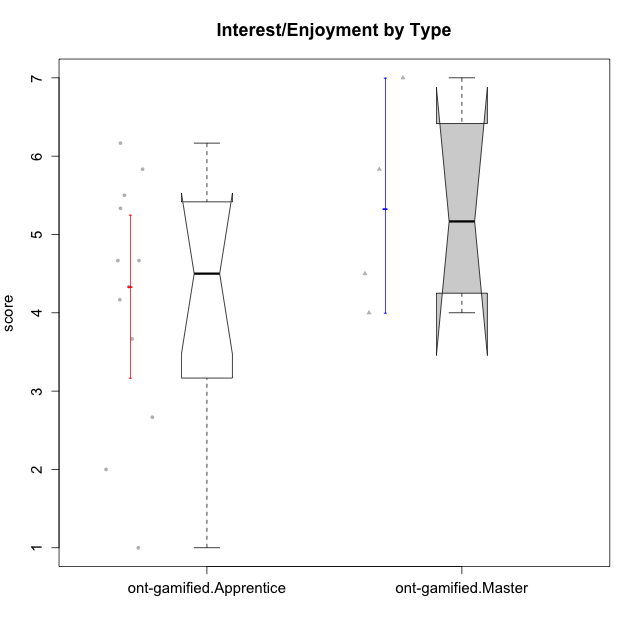 Interest/Enjoyment by Type
score
7
6
5
4
3
2
1
ont-gamified.Apprentice
ont-gamified.Master